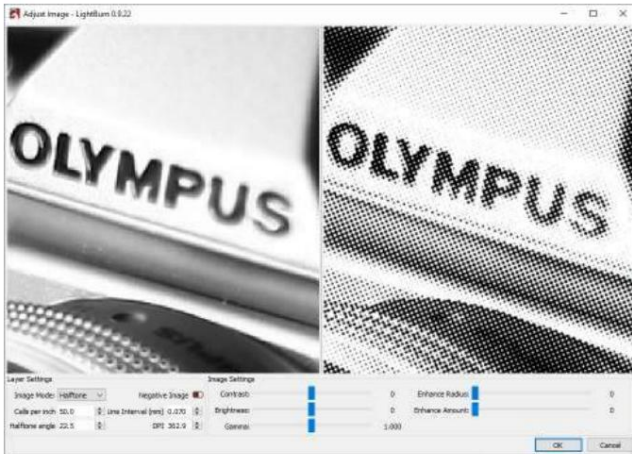 Adjust Image - LightBurn 0.9.22
OLYMPUS
OLYMPUS
Layer Settings
Image Settings
Image Mode: Halftone
Negative Image
Contrast: 0
Enhance Radius: 0
Cells per inch 50.0
Line Interval (mm) 0.070
Brightness: 0
Enhance Amount: 0
Halftone angle 22.5
DPI 362.9
Gamma: 1.000
OK
Cancel